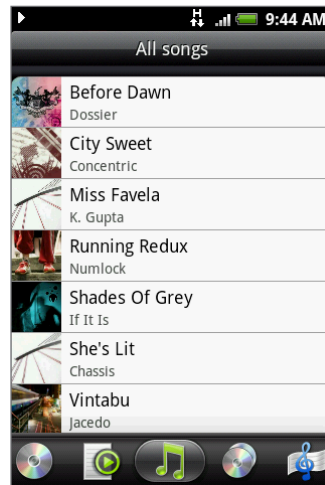 H
9:44 AM
All songs
Before Dawn
Dossier
City Sweet
Concentric
Miss Favela
K. Gupta
Running Redux
Numlock
Shades Of Grey
If It Is
She's Lit
Chassis
Vintabu
Jacedo